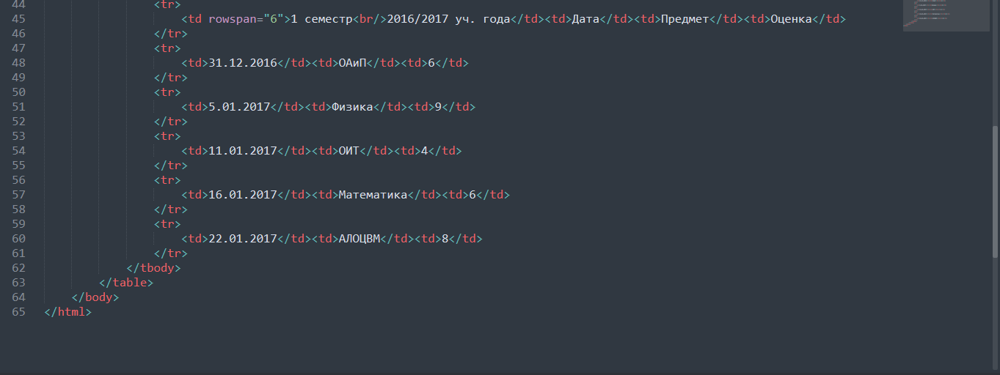 44 <tr>
45 <td rowspan="6">1 семестр<br/>2016/2017 уч. года</td><td>Дата</td><td>Предмет</td><td>Оценка</td>
46 </tr>
47 <tr>
48 <td>31.12.2016</td><td>ОАиП</td><td>6</td>
49 </tr>
50 <tr>
51 <td>5.01.2017</td><td>Физика</td><td>9</td>
52 </tr>
53 <tr>
54 <td>11.01.2017</td><td>ОИТ</td><td>4</td>
55 </tr>
56 <tr>
57 <td>16.01.2017</td><td>Математика</td><td>6</td>
58 </tr>
59 <tr>
60 <td>22.01.2017</td><td>АЛОЦВМ</td><td>8</td>
61 </tr>
62 </tbody>
63 </table>
64 </body>
65 </html>